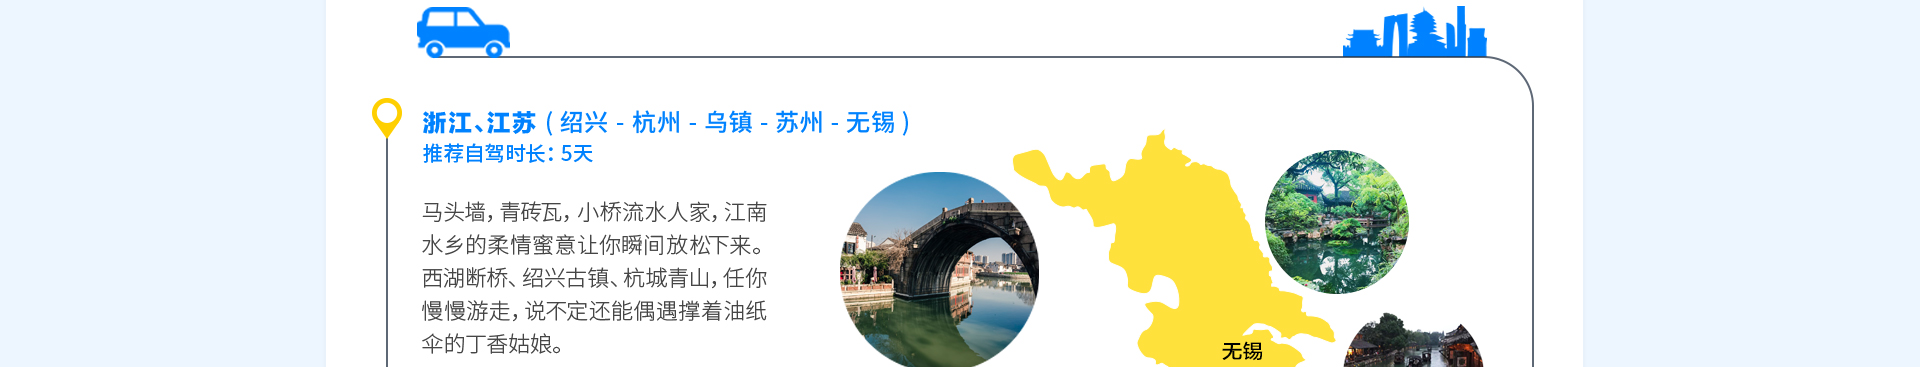 浙江、江苏 ( 绍兴 - 杭州 - 乌镇 - 苏州 - 无锡 )
推荐自驾时长：5天
马头墙，青砖瓦，小桥流水人家，江南
水乡的柔情蜜意让你瞬间放松下来。
西湖断桥、绍兴古镇、杭城青山，任你
慢慢游走，说不定还能偶遇撑着油纸
伞的丁香姑娘。
无锡